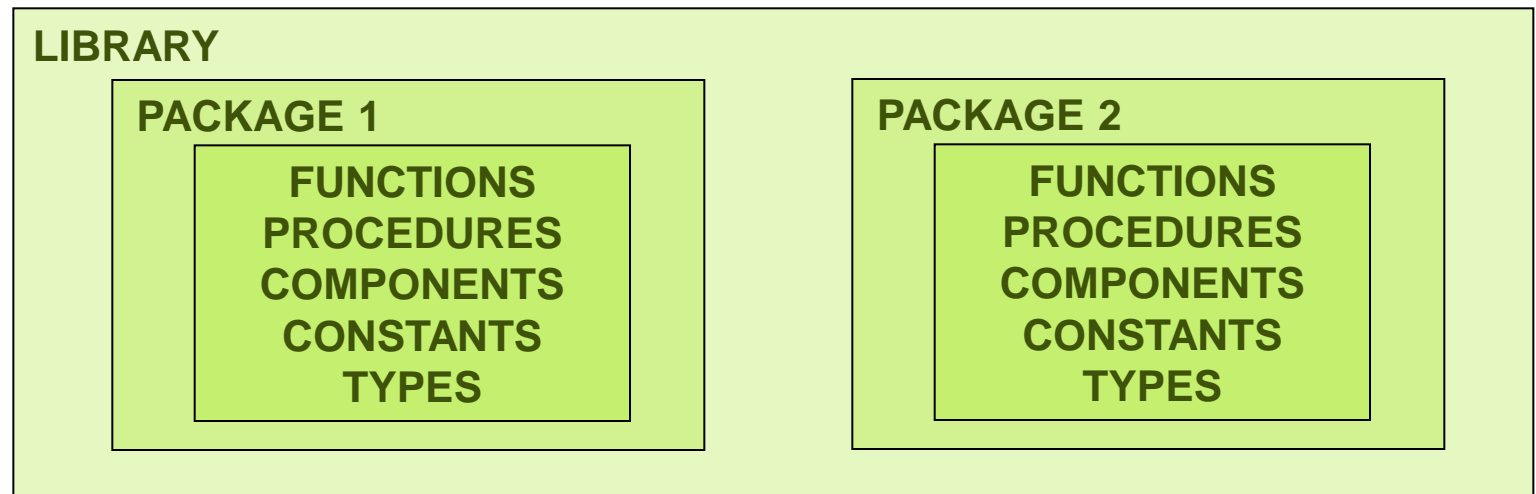 LIBRARY
PACKAGE 1
FUNCTIONS
PROCEDURES
COMPONENTS
CONSTANTS
TYPES
PACKAGE 2
FUNCTIONS
PROCEDURES
COMPONENTS
CONSTANTS
TYPES